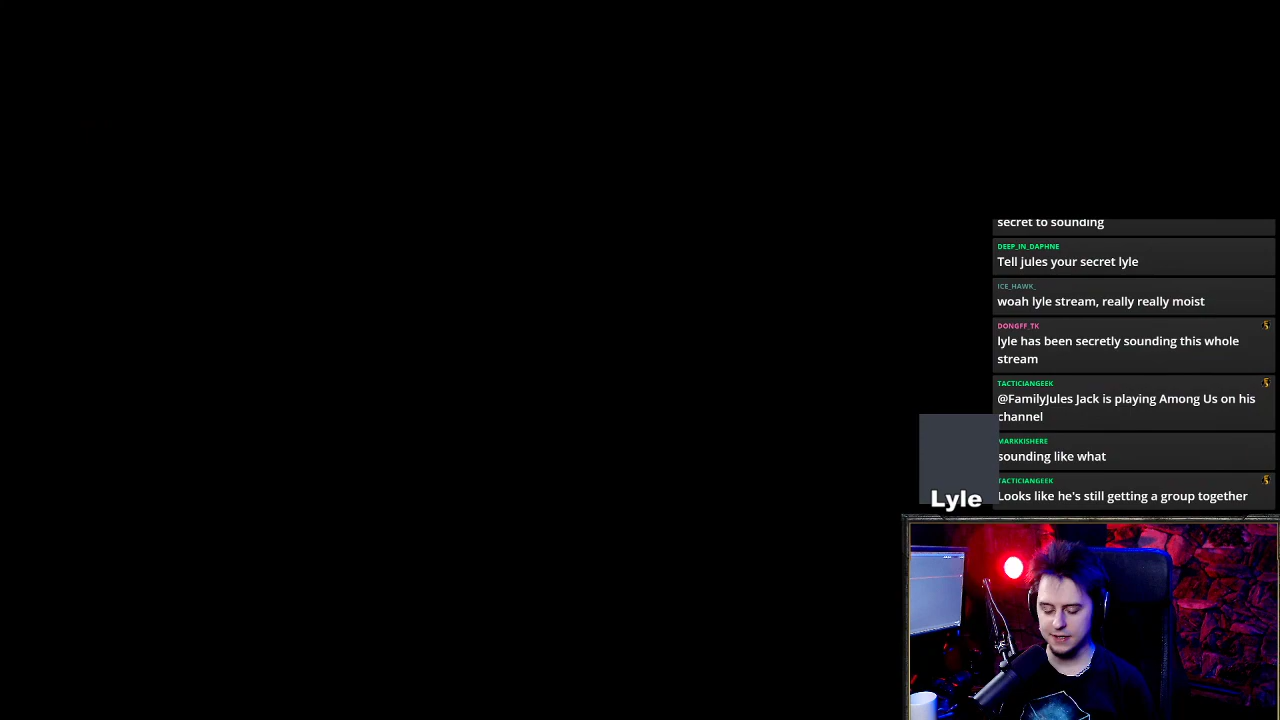 secret to sounding
DEEP_IN_DAPHNE
Tell jules your secret lyle
ICE_HAWK_
woah lyle stream, really really moist
DONGFF_TK
lyle has been secretly sounding this whole
stream
TACTICIANGEEK
@FamilyJules Jack is playing Among Us on his
channel
MARKKISHERE
sounding like what
TACTICIANGEEK
Looks like he's still getting a group together
Lyle